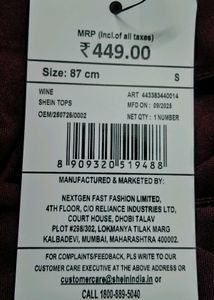 MRP (Incl.of all taxes)
₹449.00
Size: 87 cm S
WINE ART 443383440014
SHEIN TOPS MFD ON : 09/2025
OEM/250726/0002 NET QTY : 1 NUMBER
8 909320 519488
MANUFACTURED & MARKETED BY:
NEXTGEN FAST FASHION LIMITED,
4TH FLOOR, C/O RELIANCE INDUSTRIES LTD,
COURT HOUSE, DHOBI TALAV
PLOT #298/302, LOKMANYA TILAK MARG
KALBADEVI, MUMBAI, MAHARASHTRA 400002.
FOR COMPLAINTS/FEEDBACK, PLS WRITE TO OUR
CUSTOMER CARE EXECUTIVE AT THE ABOVE ADDRESS OR
customercare@sheinindia.in
or
CALL 1800-889-5040